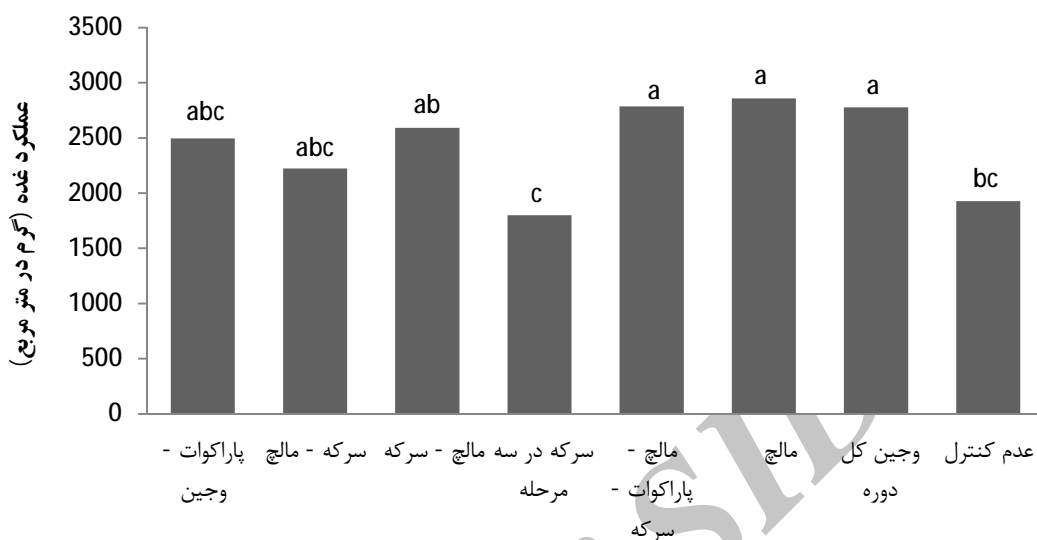 3500
3000
2500
2000
1500
1000
500
0
عملکرد غده (گرم در متر مربع)
abc
abc
ab
c
a
a
a
bc
پاراکوات -
وجین
سرکه - مالچ
مالچ - سرکه
سرکه در سه
مرحله
مالچ -
پاراکوات -
سرکه
مالچ
وجین کل
دوره
عدم کنترل
SID